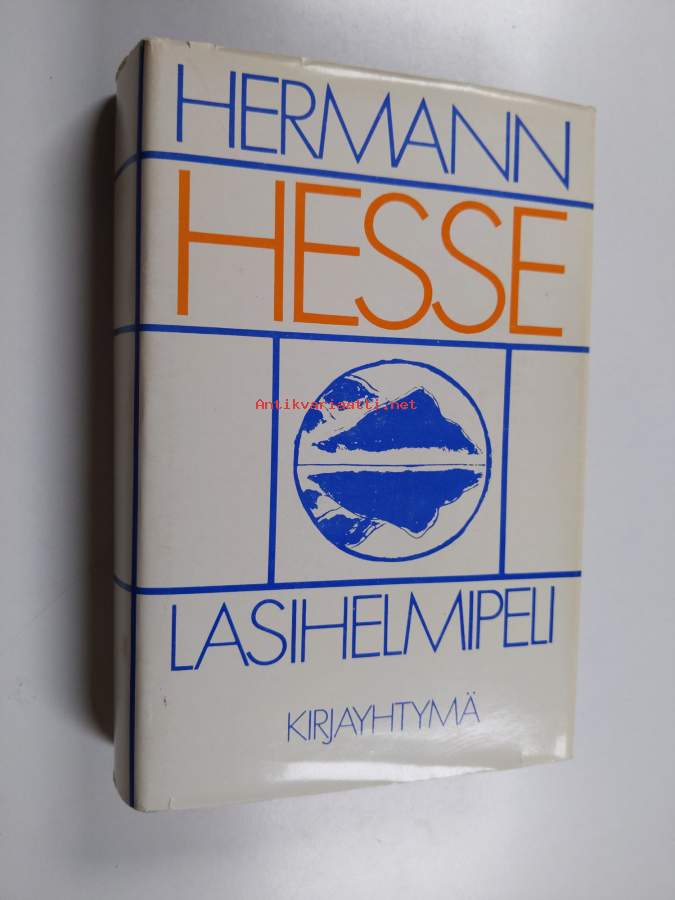 HERMANN
HESSE
Antikvariaatti.net
LASIHELMIPELI
KIRJAYHTYMÄ